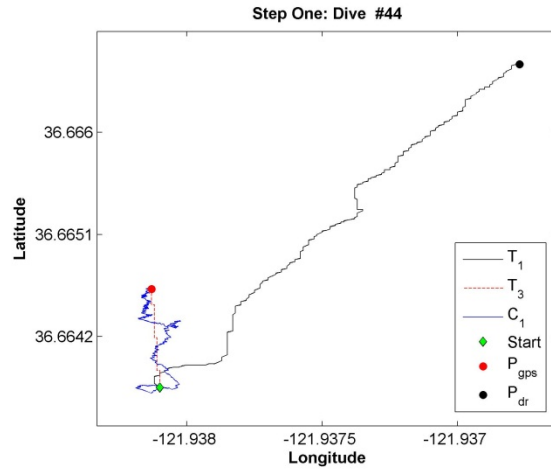 Step One: Dive #44
Latitude
36.666
36.6651
36.6642
T1
T3
C1
Start
Pgps
Pdr
-121.938
-121.9375
-121.937
Longitude